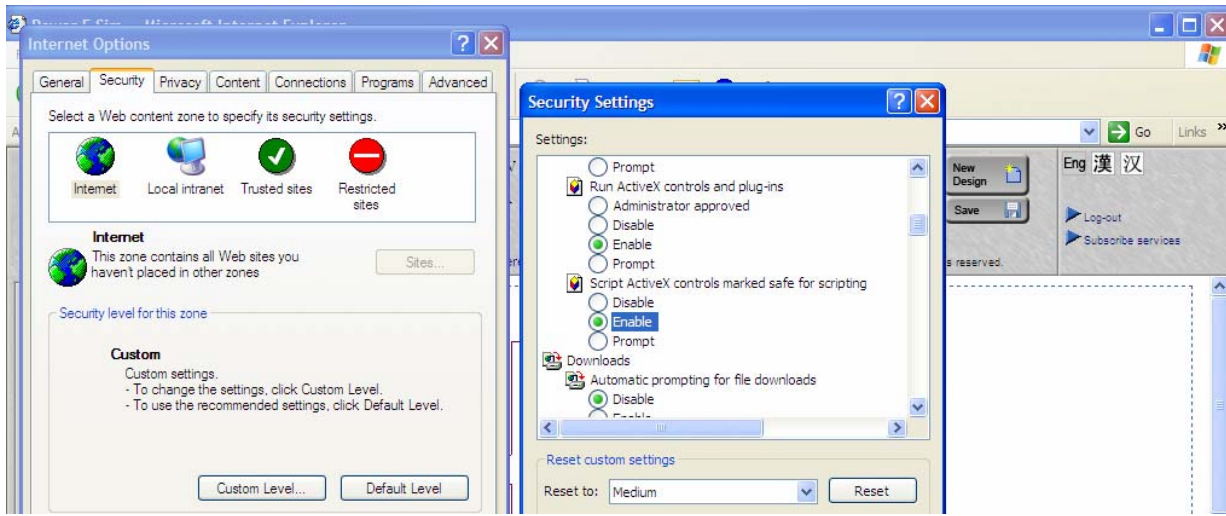 Internet Options
General Security Privacy Content Connections Programs Advanced
Select a Web content zone to specify its security settings.
Internet Local intranet Trusted sites Restricted sites
Internet
This zone contains all Web sites you
haven't placed in other zones
Sites...
Security level for this zone
Custom
Custom settings.
- To change the settings, click Custom Level.
- To use the recommended settings, click Default Level.
Custom Level... Default Level
Security Settings
Settings:
Prompt
Run ActiveX controls and plug-ins
Administrator approved
Disable
Enable
Prompt
Script ActiveX controls marked safe for scripting
Disable
Enable
Prompt
Downloads
Automatic prompting for file downloads
Disable
Enable
Reset custom settings
Reset to: Medium Reset
Go Links »
New
Design
Save
s reserved.
Eng 漢 汉
Log-out
Subscribe services